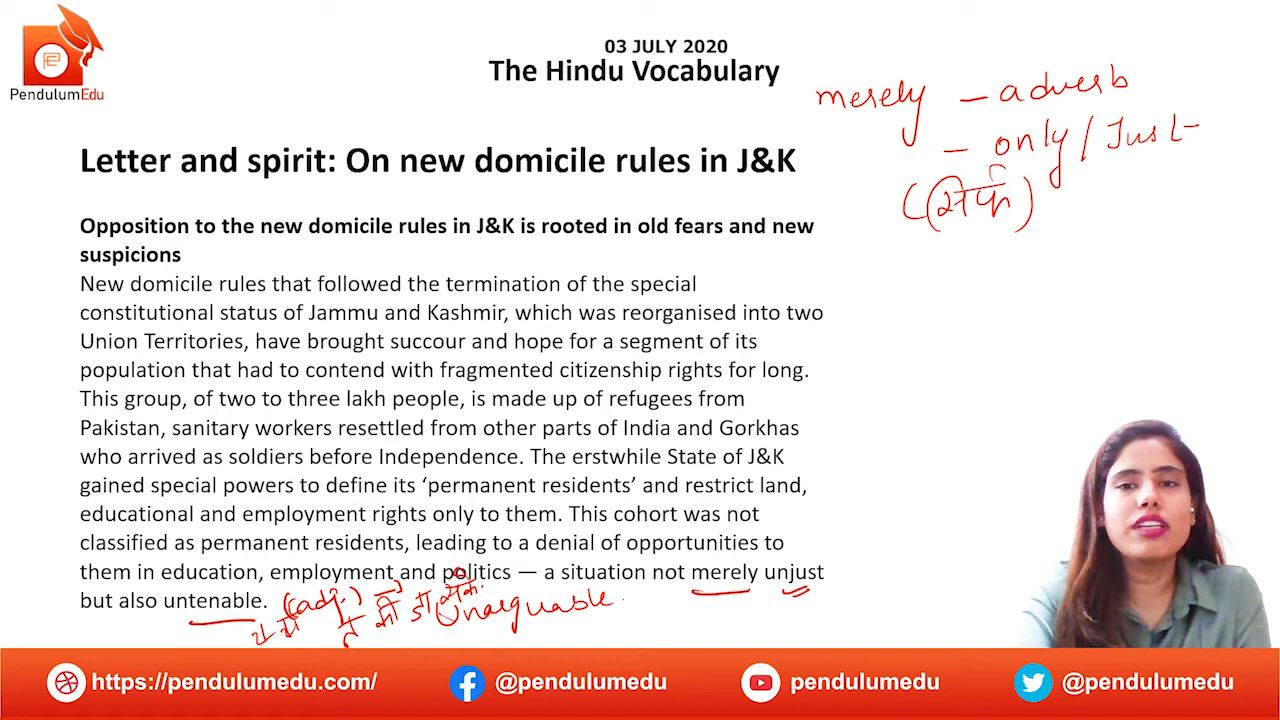 PendulumEdu
03 JULY 2020
The Hindu Vocabulary
merely – adverb
– only / Just
Letter and spirit: On new domicile rules in J&K
Opposition to the new domicile rules in J&K is rooted in old fears and new
suspicions
New domicile rules that followed the termination of the special
constitutional status of Jammu and Kashmir, which was reorganised into two
Union Territories, have brought succour and hope for a segment of its
population that had to contend with fragmented citizenship rights for long.
This group, of two to three lakh people, is made up of refugees from
Pakistan, sanitary workers resettled from other parts of India and Gorkhas
who arrived as soldiers before Independence. The erstwhile State of J&K
gained special powers to define its ‘permanent residents’ and restrict land,
educational and employment rights only to them. This cohort was not
classified as permanent residents, leading to a denial of opportunities to
them in education, employment and politics — a situation not merely unjust
but also untenable.
(adj.)
Unarguable
https://pendulumedu.com/
@pendulumedu
pendulumedu
@pendulumedu